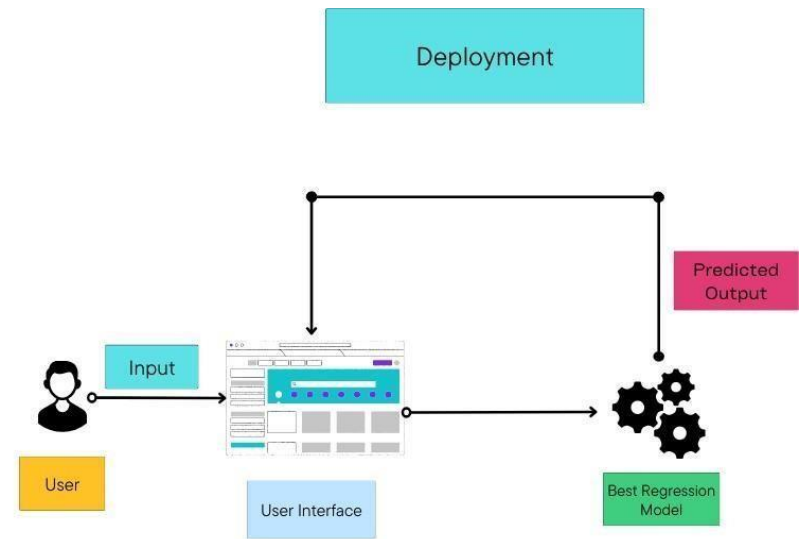 Deployment
Predicted
Output
Input
User
User Interface
Best Regression
Model